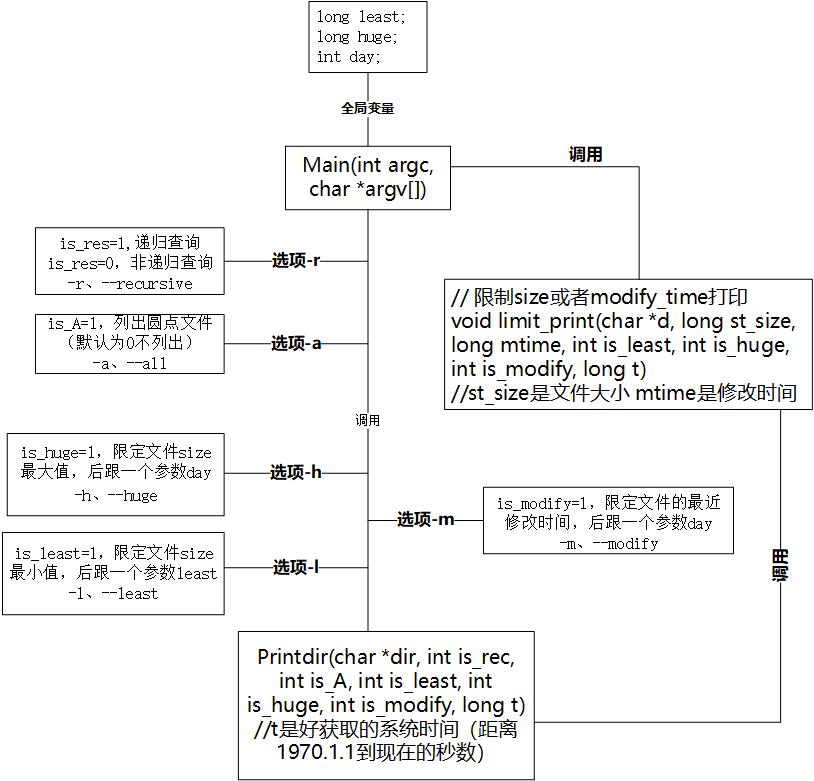 long least;
long huge;
int day;
全局变量
Main(int argc,
char *argv[])
调用
is_res=1,递归查询
is_res=0，非递归查询
-r、--recursive
选项-r
is_A=1，列出圆点文件
（默认为0不列出）
-a、--all
选项-a
// 限制size或者modify_time打印
void limit_print(char *d, long st_size,
long mtime, int is_least, int is_huge,
int is_modify, long t)
//st_size是文件大小 mtime是修改时间
调用
is_huge=1，限定文件size
最大值，后跟一个参数day
-h、--huge
选项-h
选项-m
is_modify=1，限定文件的最近
修改时间，后跟一个参数day
-m、--modify
is_least=1，限定文件size
最小值，后跟一个参数least
-l、--least
选项-l
调用
Printdir(char *dir, int is_rec,
int is_A, int is_least, int
is_huge, int is_modify, long t)
//t是好获取的系统时间（距离
1970.1.1到现在的秒数）